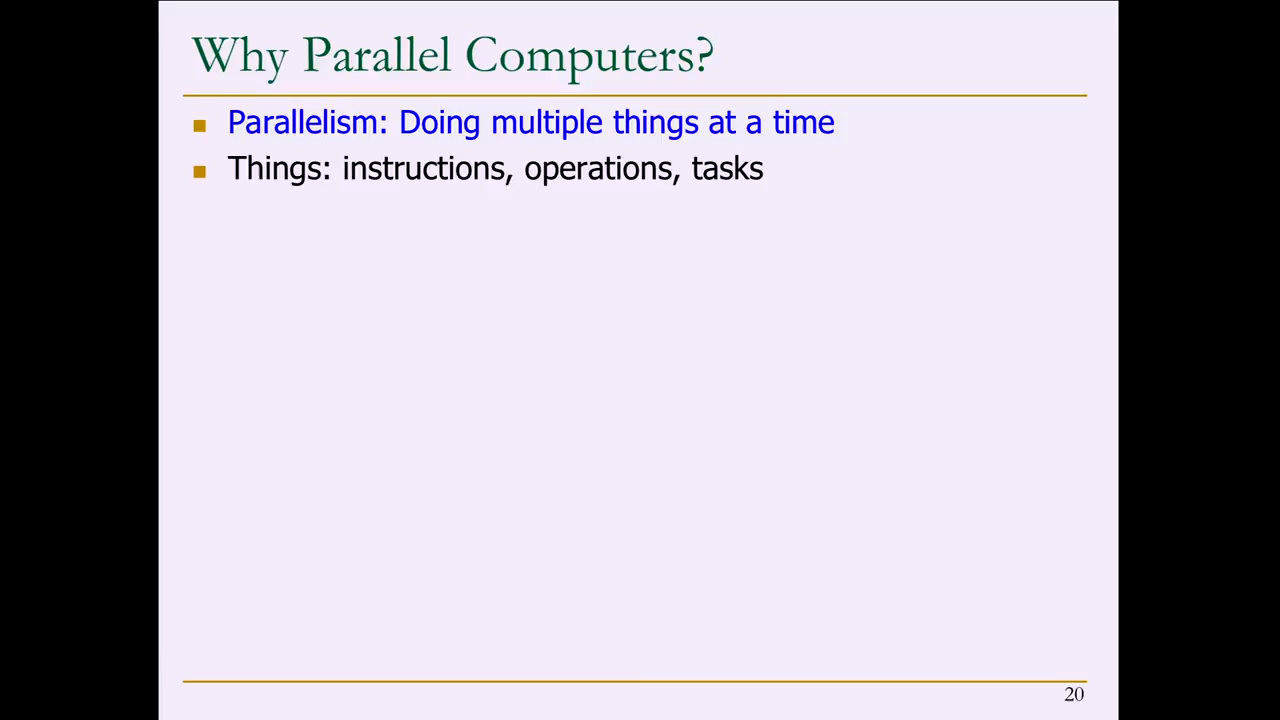 Why Parallel Computers?
Parallelism: Doing multiple things at a time
Things: instructions, operations, tasks
20